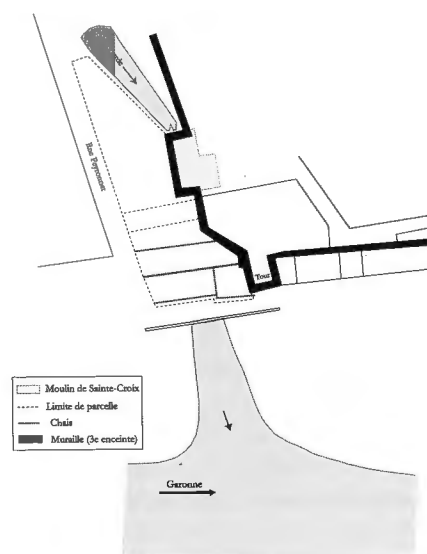 Rue Peyronnet
Tour
Moulin de Sainte-Croix
Limite de parcelle
Chais
Muraille (3e enceinte)
Garonne